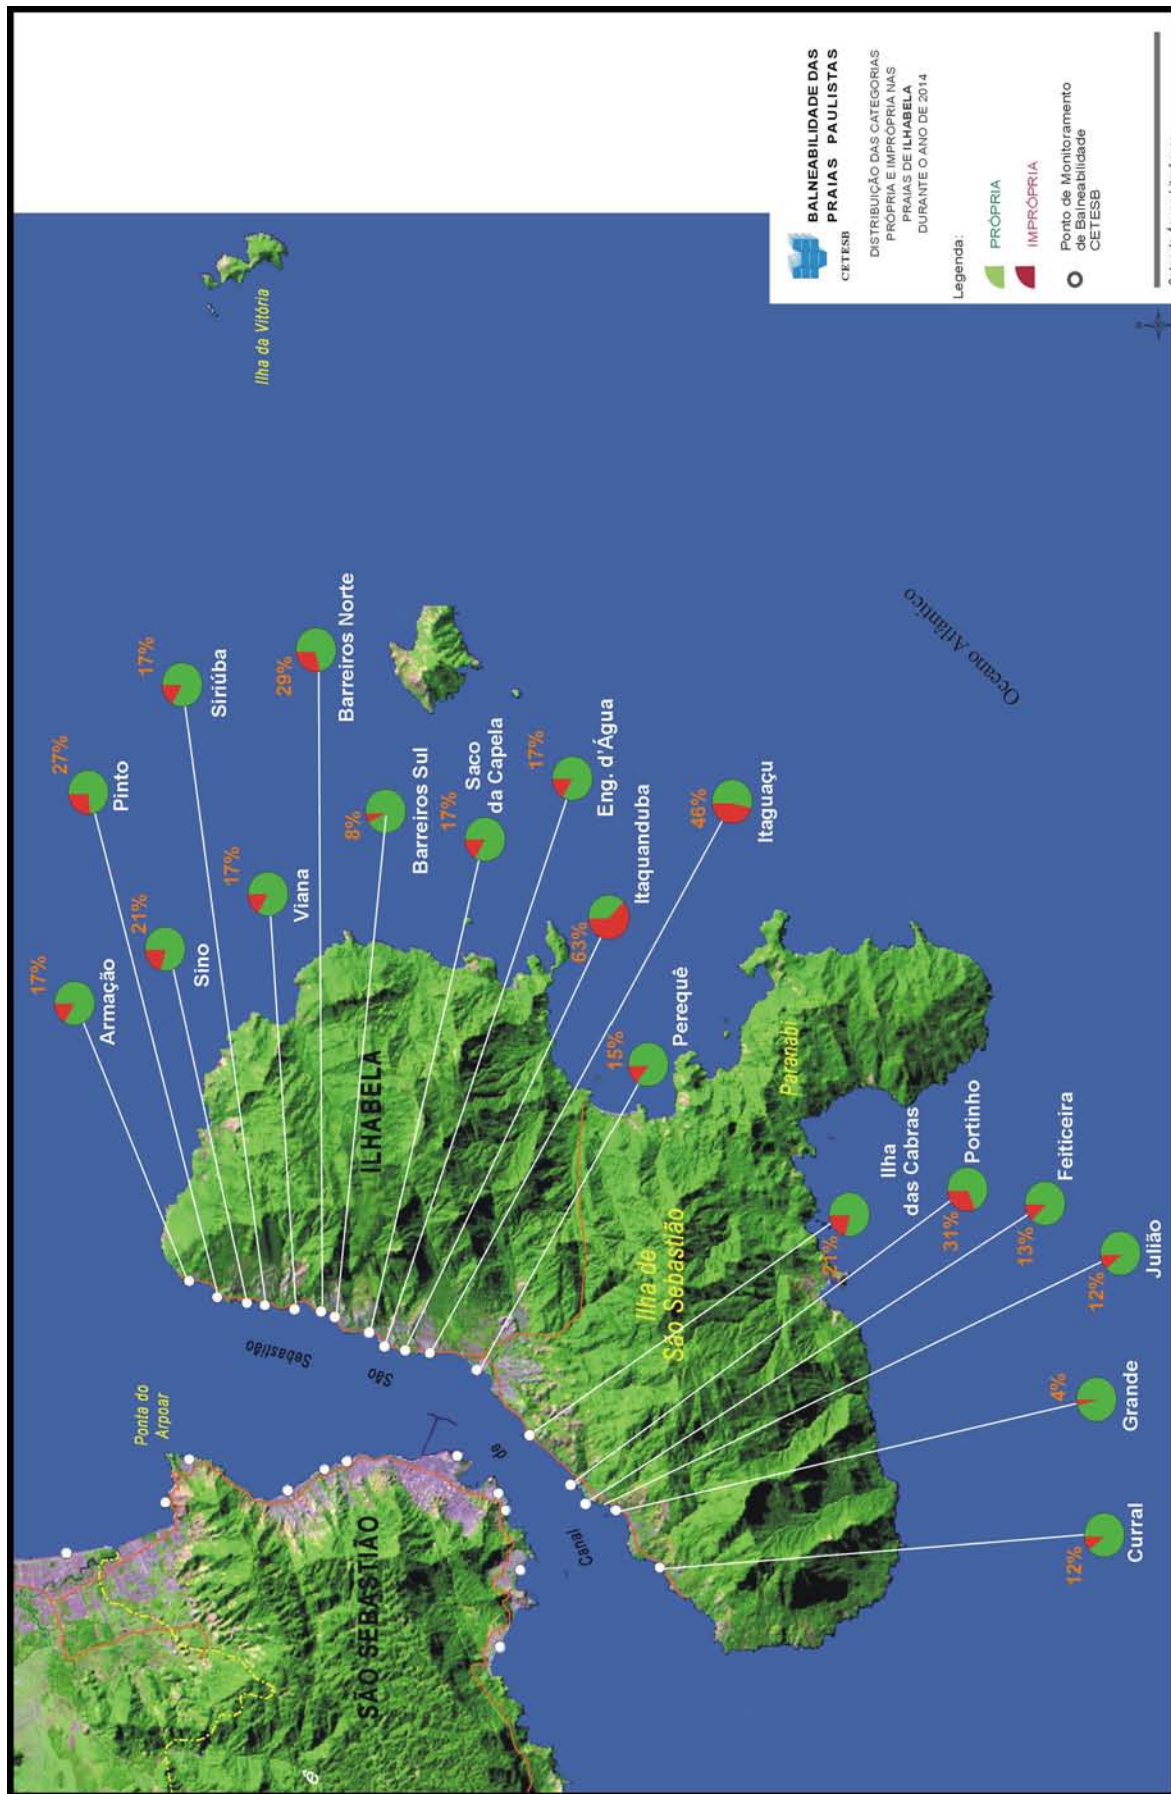 BALNEABILIDADE DAS
PRAIAS PAULISTAS
CETESB
DISTRIBUIÇÃO DAS CATEGORIAS
PRÓPRIA E IMPRÓPRIA NAS
PRAIAS DE ILHABELA
DURANTE O ANO DE 2014
Legenda:
PRÓPRIA
IMPRÓPRIA
Ponto de Monitoramento
de Balneabilidade
CETESB
Ilha da Vitória
17%
Armação
27%
Pinto
21%
Sino
17%
Siriúba
17%
Viana
29%
Barreiros Norte
8%
Barreiros Sul
17%
Saco
da Capela
17%
Eng. d'Água
63%
Itaquanduba
46%
Itaguaçu
15%
Perequê
21%
Ilha
das Cabras
31%
Portinho
13%
Feiticeira
12%
Julião
4%
Grande
12%
Curral
Oceano Atlântico
ILHABELA
Paranabi
Ilha de
São Sebastião
Ponta do
Arpoar
SÃO SEBASTIÃO
Canal
de
São
Sebastião